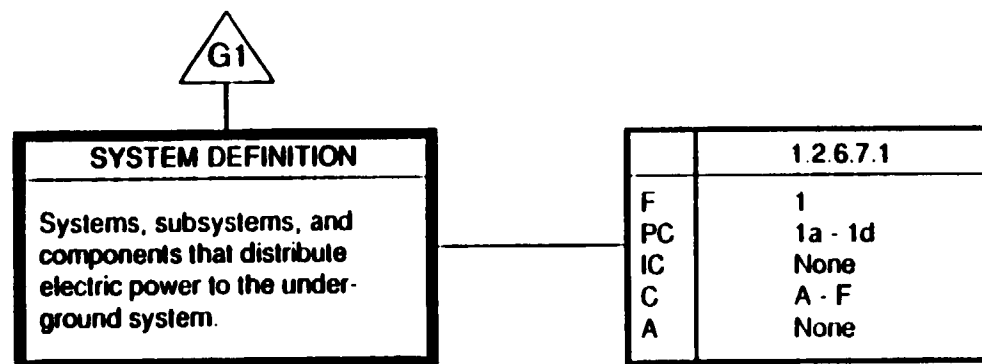 G1
SYSTEM DEFINITION
Systems, subsystems, and
components that distribute
electric power to the under-
ground system.
1.2.6.7.1
F 1
PC 1a - 1d
IC None
C A - F
A None